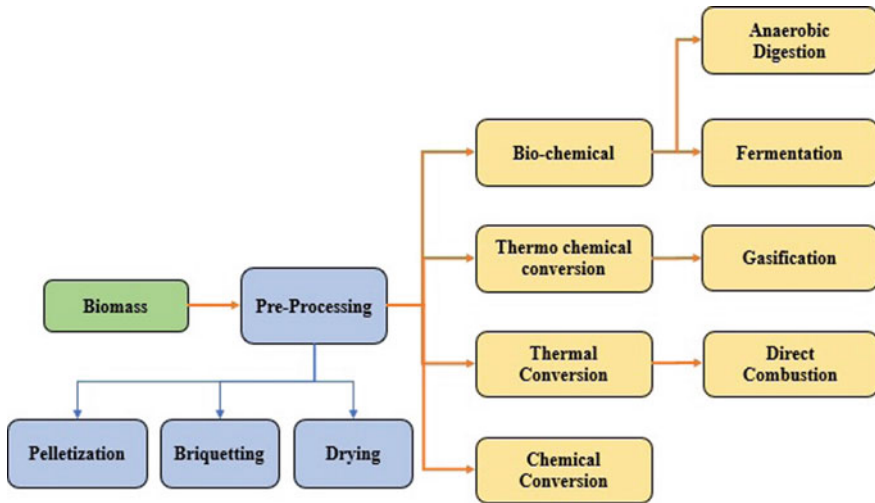 Anaerobic
Digestion
Bio-chemical
Fermentation
Thermo chemical
conversion
Gasification
Biomass
Pre-Processing
Thermal
Conversion
Direct
Combustion
Pelletization
Briquetting
Drying
Chemical
Conversion